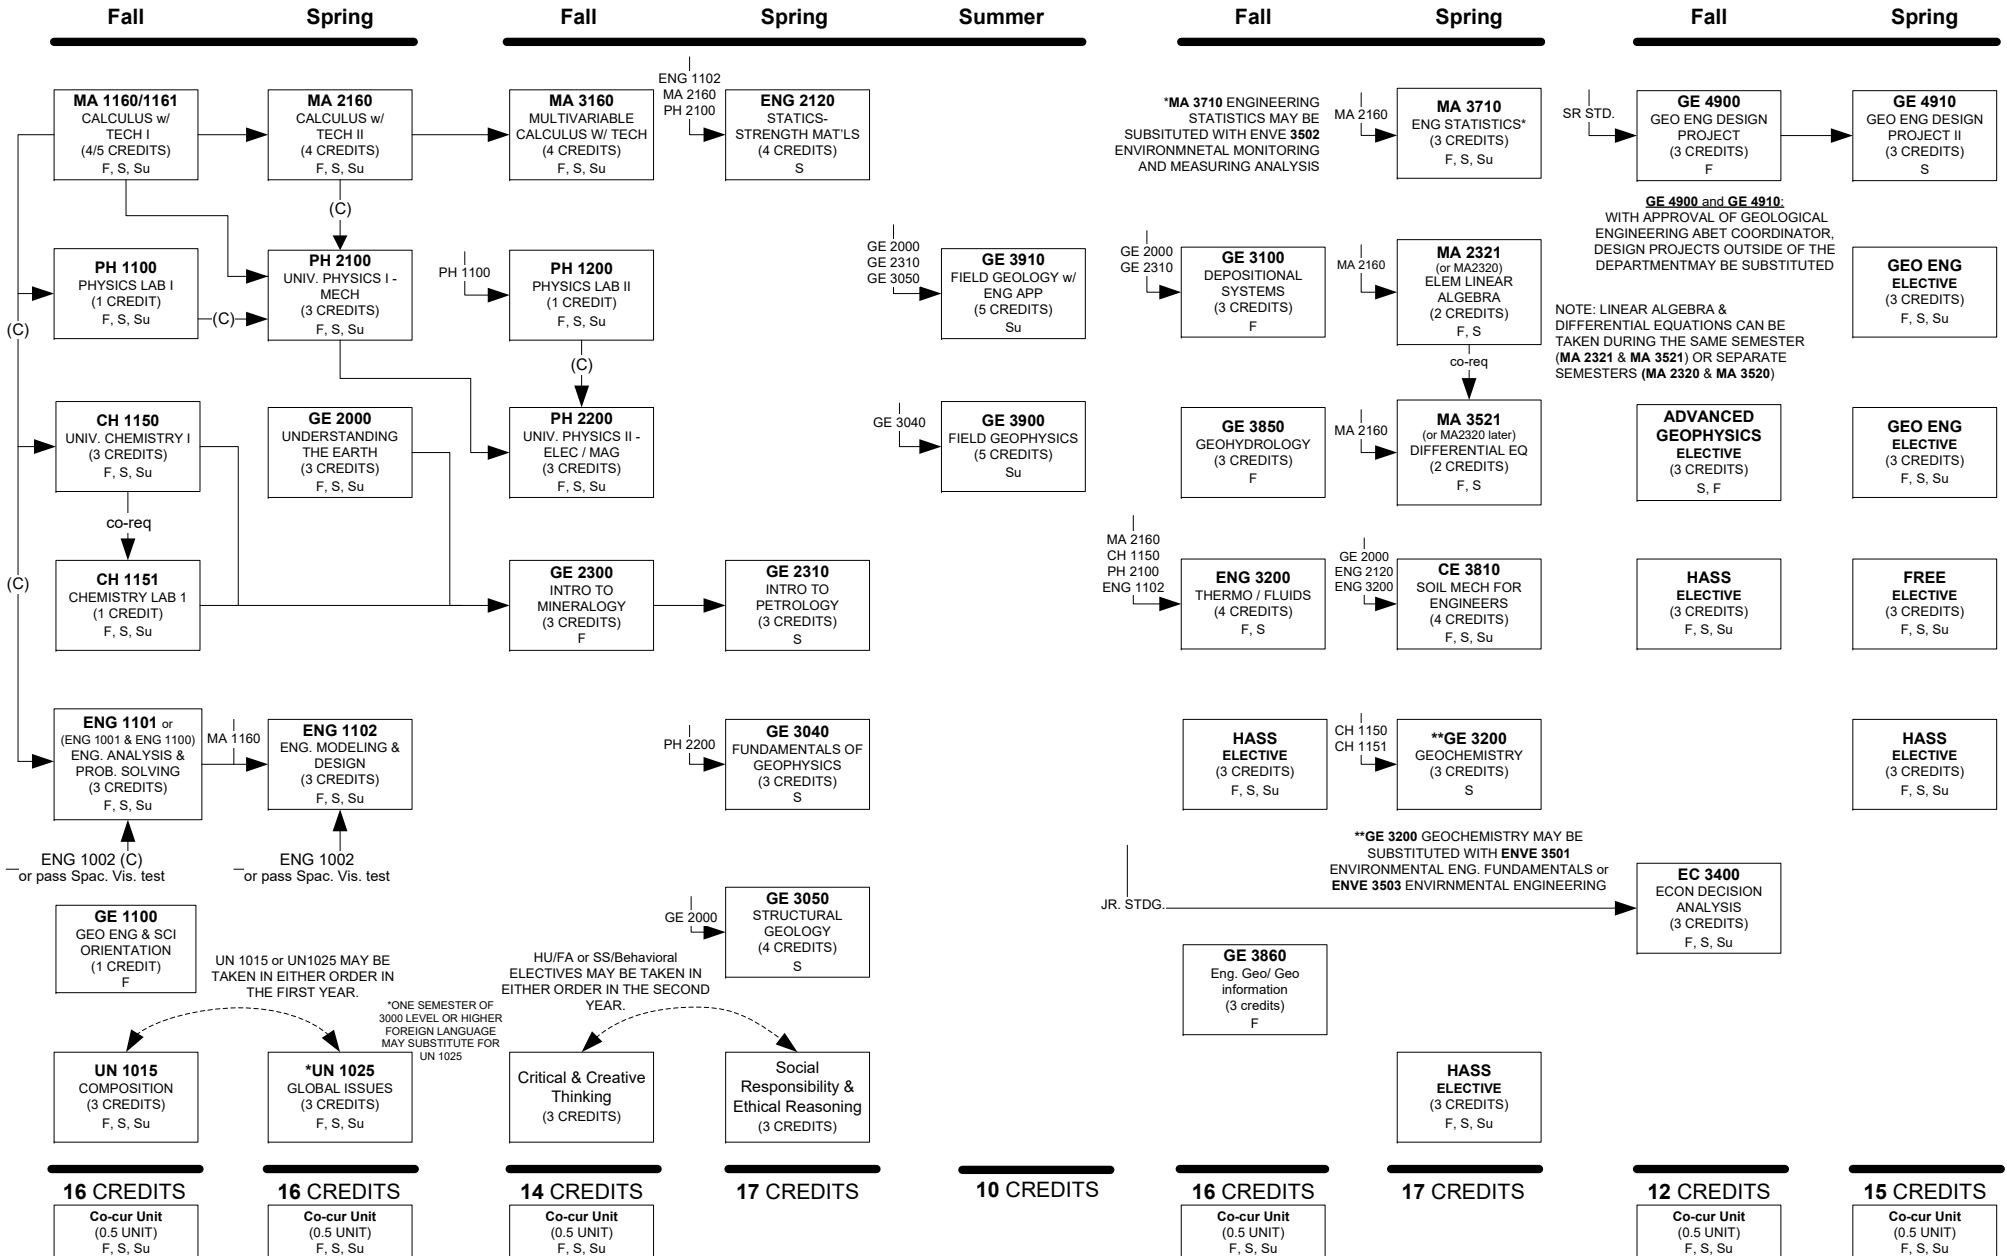 Fall
Spring
Fall
Spring
Summer
Fall
Spring
Fall
Spring
MA 1160/1161
CALCULUS w/
TECH I
(4/5 CREDITS)
F, S, Su
MA 2160
CALCULUS w/
TECH II
(4 CREDITS)
F, S, Su
MA 3160
MULTIVARIABLE
CALCULUS W/ TECH
(4 CREDITS)
F, S, Su
ENG 1102
MA 2160
PH 2100
ENG 2120
STATICS-
STRENGTH MAT'LS
(4 CREDITS)
S
*MA 3710 ENGINEERING
STATISTICS MAY BE
SUBSITUTED WITH ENVE 3502
ENVIRONMNETAL MONITORING
AND MEASURING ANALYSIS
MA 2160
MA 3710
ENG STATISTICS*
(3 CREDITS)
F, S, Su
SR STD.
GE 4900
GEO ENG DESIGN
PROJECT
(3 CREDITS)
F
GE 4910
GEO ENG DESIGN
PROJECT II
(3 CREDITS)
S
(C)
GE 4900 and GE 4910:
WITH APPROVAL OF GEOLOGICAL
ENGINEERING ABET COORDINATOR,
DESIGN PROJECTS OUTSIDE OF THE
DEPARTMENTMAY BE SUBSTITUTED
PH 1100
PHYSICS LAB I
(1 CREDIT)
F, S, Su
(C)
(C)
PH 2100
UNIV. PHYSICS I -
MECH
(3 CREDITS)
F, S, Su
PH 1100
PH 1200
PHYSICS LAB II
(1 CREDIT)
F, S, Su
(C)
GE 2000
GE 2310
GE 3050
GE 3910
FIELD GEOLOGY w/
ENG APP
(5 CREDITS)
Su
GE 2000
GE 2310
GE 3100
DEPOSITIONAL
SYSTEMS
(3 CREDITS)
F
MA 2160
MA 2321
(or MA2320)
ELEM LINEAR
ALGEBRA
(2 CREDITS)
F, S
co-req
GEO ENG
ELECTIVE
(3 CREDITS)
F, S, Su
NOTE: LINEAR ALGEBRA &
DIFFERENTIAL EQUATIONS CAN BE
TAKEN DURING THE SAME SEMESTER
(MA 2321 & MA 3521) OR SEPARATE
SEMESTERS (MA 2320 & MA 3520)
CH 1150
UNIV. CHEMISTRY I
(3 CREDITS)
F, S, Su
co-req
GE 2000
UNDERSTANDING
THE EARTH
(3 CREDITS)
F, S, Su
PH 2200
UNIV. PHYSICS II -
ELEC / MAG
(3 CREDITS)
F, S, Su
GE 3040
GE 3900
FIELD GEOPHYSICS
(5 CREDITS)
Su
GE 3850
GEOHYDROLOGY
(3 CREDITS)
F
MA 2160
MA 3521
(or MA2320 later)
DIFFERENTIAL EQ
(2 CREDITS)
F, S
ADVANCED
GEOPHYSICS
ELECTIVE
(3 CREDITS)
S, F
GEO ENG
ELECTIVE
(3 CREDITS)
F, S, Su
(C)
CH 1151
CHEMISTRY LAB 1
(1 CREDIT)
F, S, Su
GE 2300
INTRO TO
MINERALOGY
(3 CREDITS)
F
GE 2310
INTRO TO
PETROLOGY
(3 CREDITS)
S
MA 2160
CH 1150
PH 2100
ENG 1102
ENG 3200
THERMO / FLUIDS
(4 CREDITS)
F, S
GE 2000
ENG 2120
ENG 3200
CE 3810
SOIL MECH FOR
ENGINEERS
(4 CREDITS)
F, S, Su
HASS
ELECTIVE
(3 CREDITS)
F, S, Su
FREE
ELECTIVE
(3 CREDITS)
F, S, Su
ENG 1101 or
(ENG 1001 & ENG 1100)
ENG. ANALYSIS &
PROB. SOLVING
(3 CREDITS)
F, S, Su
MA 1160
ENG 1102
ENG. MODELING &
DESIGN
(3 CREDITS)
F, S, Su
PH 2200
GE 3040
FUNDAMENTALS OF
GEOPHYSICS
(3 CREDITS)
S
HASS
ELECTIVE
(3 CREDITS)
F, S, Su
CH 1150
CH 1151
**GE 3200
GEOCHEMISTRY
(3 CREDITS)
S
HASS
ELECTIVE
(3 CREDITS)
F, S, Su
ENG 1002 (C)
or pass Spac. Vis. test
ENG 1002
or pass Spac. Vis. test
**GE 3200 GEOCHEMISTRY MAY BE
SUBSTITUTED WITH ENVE 3501
ENVIRONMENTAL ENG. FUNDAMENTALS or
ENVE 3503 ENVIRNMENTAL ENGINEERING
JR. STDG.
EC 3400
ECON DECISION
ANALYSIS
(3 CREDITS)
F, S, Su
GE 1100
GEO ENG & SCI
ORIENTATION
(1 CREDIT)
F
GE 2000
GE 3050
STRUCTURAL
GEOLOGY
(4 CREDITS)
S
GE 3860
Eng. Geo/ Geo
information
(3 credits)
F
UN 1015 or UN1025 MAY BE
TAKEN IN EITHER ORDER IN
THE FIRST YEAR.
*ONE SEMESTER OF
3000 LEVEL OR HIGHER
FOREIGN LANGUAGE
MAY SUBSTITUTE FOR
UN 1025
HU/FA or SS/Behavioral
ELECTIVES MAY BE TAKEN IN
EITHER ORDER IN THE SECOND
YEAR.
UN 1015
COMPOSITION
(3 CREDITS)
F, S, Su
*UN 1025
GLOBAL ISSUES
(3 CREDITS)
F, S, Su
Critical & Creative
Thinking
(3 CREDITS)
Social
Responsibility &
Ethical Reasoning
(3 CREDITS)
HASS
ELECTIVE
(3 CREDITS)
F, S, Su
16 CREDITS
16 CREDITS
14 CREDITS
17 CREDITS
10 CREDITS
16 CREDITS
17 CREDITS
12 CREDITS
15 CREDITS
Co-cur Unit
(0.5 UNIT)
F, S, Su
Co-cur Unit
(0.5 UNIT)
F, S, Su
Co-cur Unit
(0.5 UNIT)
F, S, Su
Co-cur Unit
(0.5 UNIT)
F, S, Su
Co-cur Unit
(0.5 UNIT)
F, S, Su
Co-cur Unit
(0.5 UNIT)
F, S, Su